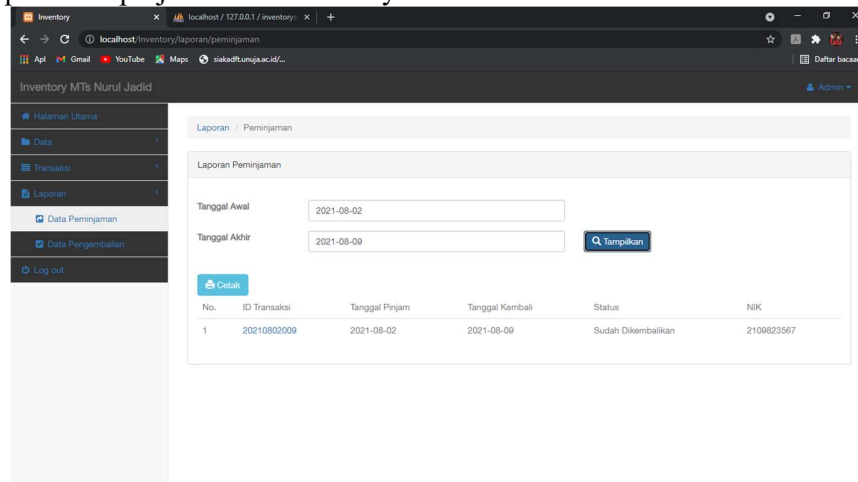 Inventory
localhost / 127.0.0.1 / inventorys
localhost/Inventory/laporan/peminjaman
Apl Gmail YouTube Maps siakadft.unuja.ac.id/... Daftar bacaan
Inventory MTs Nurul Jadid Admin
Halaman Utama
Data
Transaksi
Laporan
Data Peminjaman
Data Pengembalian
Log out
Laporan / Peminjaman
Laporan Peminjaman
Tanggal Awal 2021-08-02
Tanggal Akhir 2021-08-09 Tampilkan
Cetak
No. ID Transaksi Tanggal Pinjam Tanggal Kembali Status NIK
1 20210802009 2021-08-02 2021-08-09 Sudah Dikembalikan 2109823567